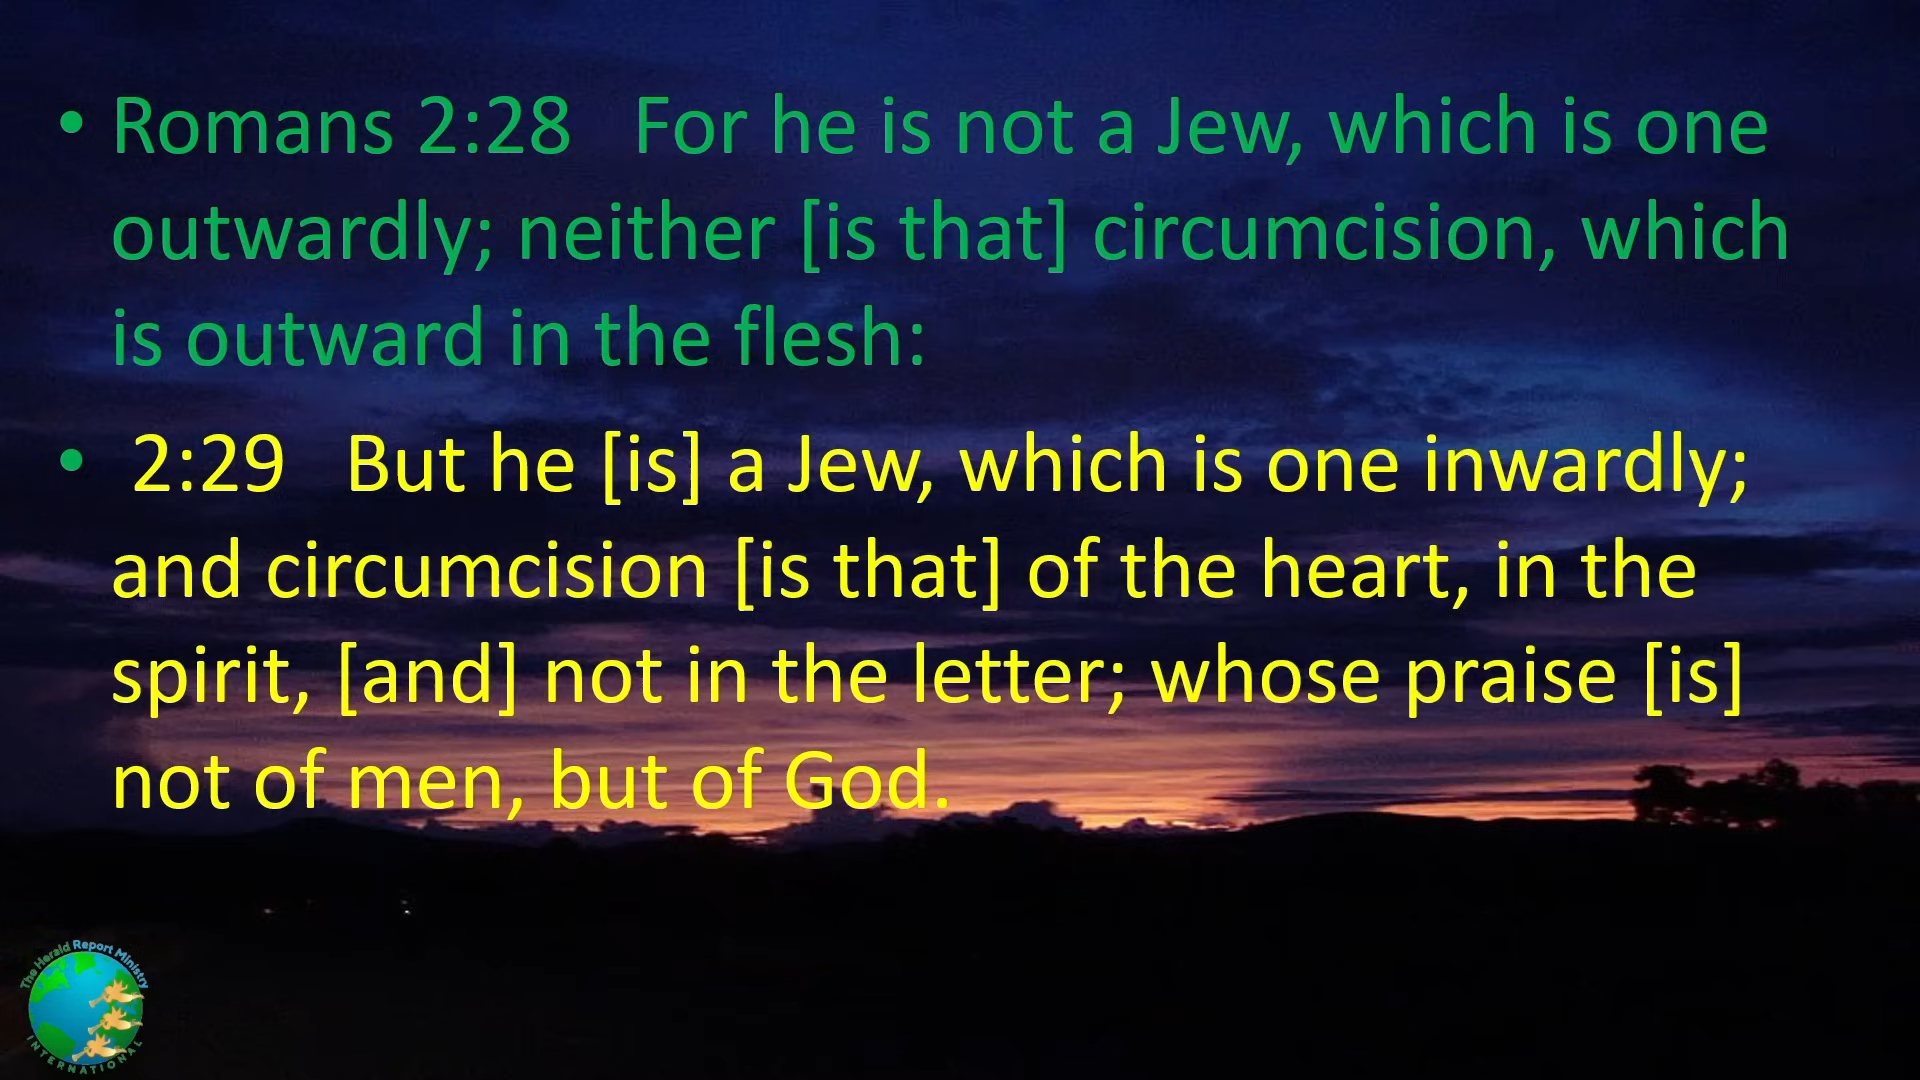 • Romans 2:28   For he is not a Jew, which is one
outwardly; neither [is that] circumcision, which
is outward in the flesh:
•  2:29   But he [is] a Jew, which is one inwardly;
and circumcision [is that] of the heart, in the
spirit, [and] not in the letter; whose praise [is]
not of men, but of God.
The Herald Report Ministry
INTERNATIONAL